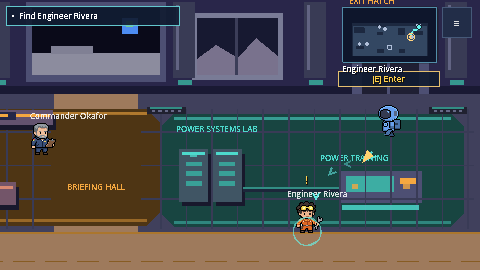 • Find Engineer Rivera
EXIT HATCH
≡
Engineer Rivera
[E] Enter
Commander Okafor
POWER SYSTEMS LAB
POWER TRAINING
BRIEFING HALL
!
Engineer Rivera